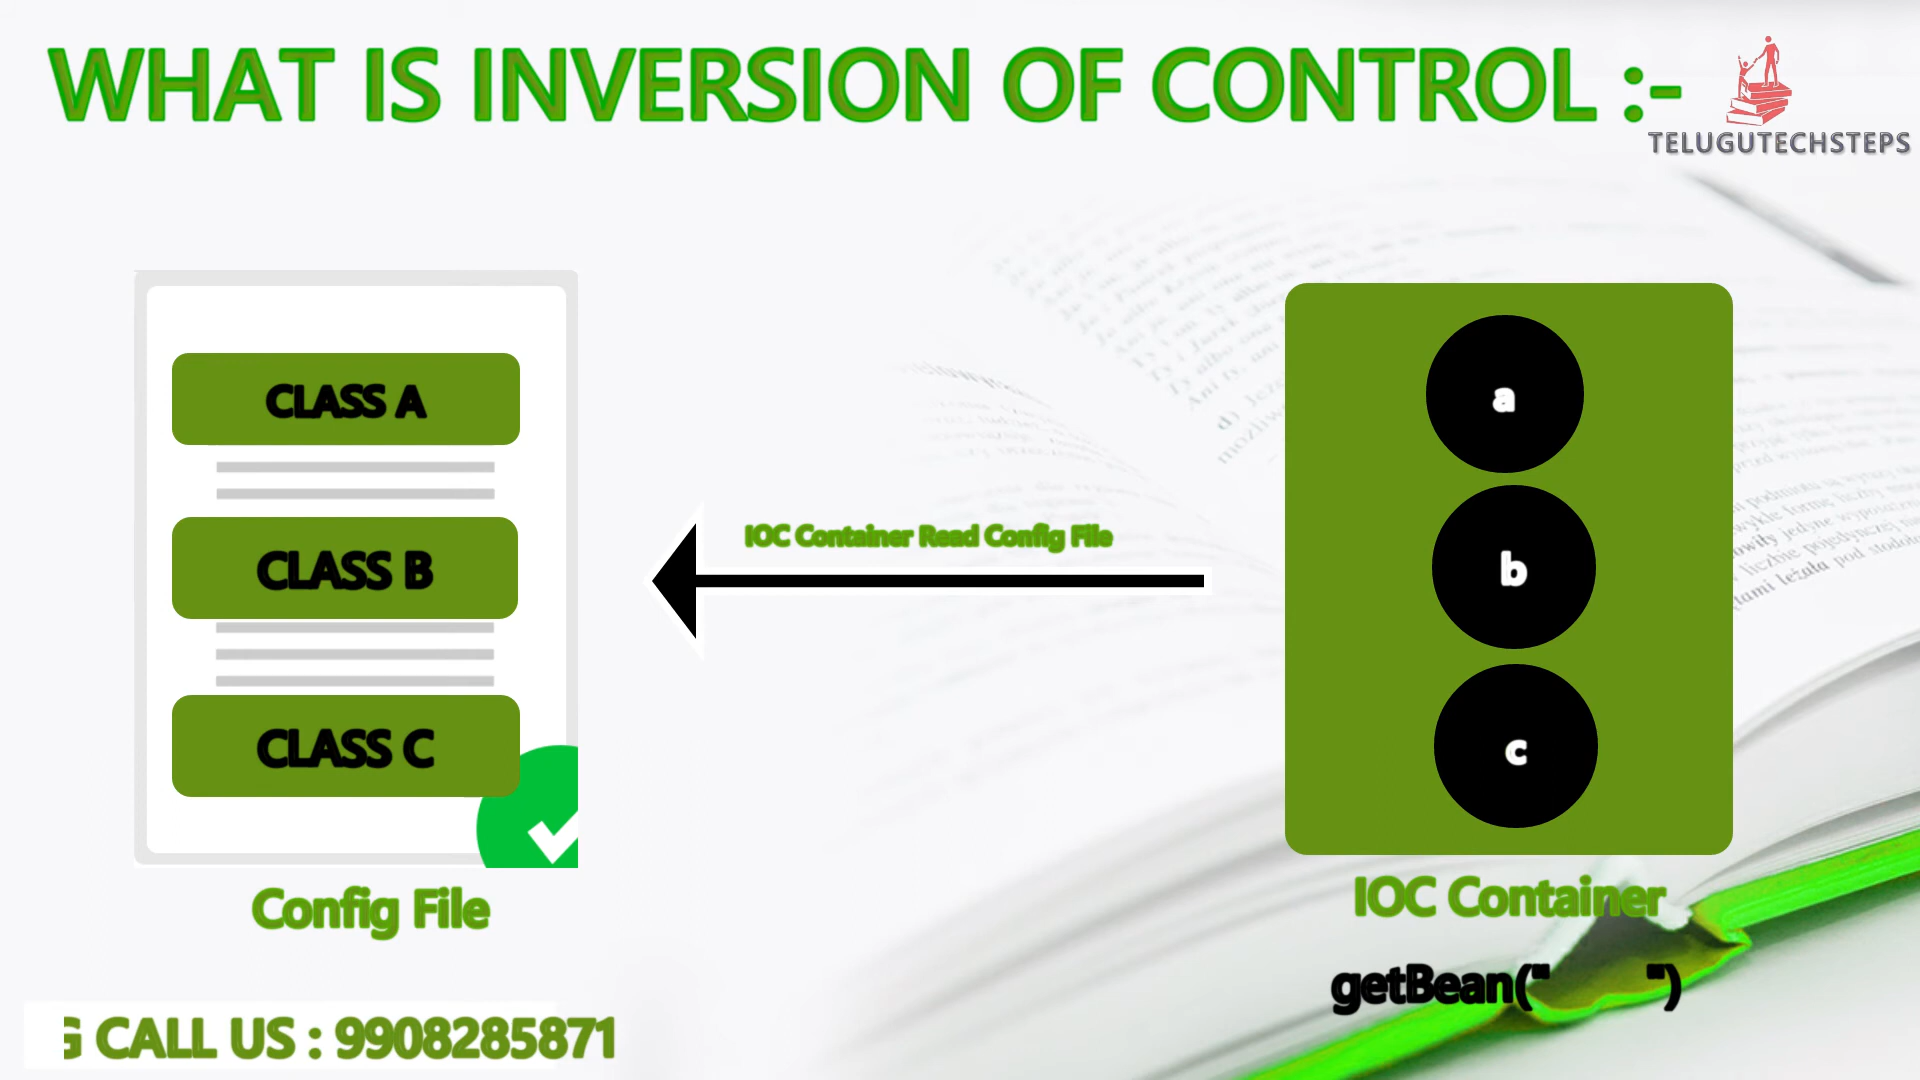 WHAT IS INVERSION OF CONTROL :-
TELUGUTECHSTEPS
CLASS A
CLASS B
CLASS C
Config File
IOC Container Read Config File
a
b
c
IOC Container
getBean(" ")
G CALL US : 9908285871